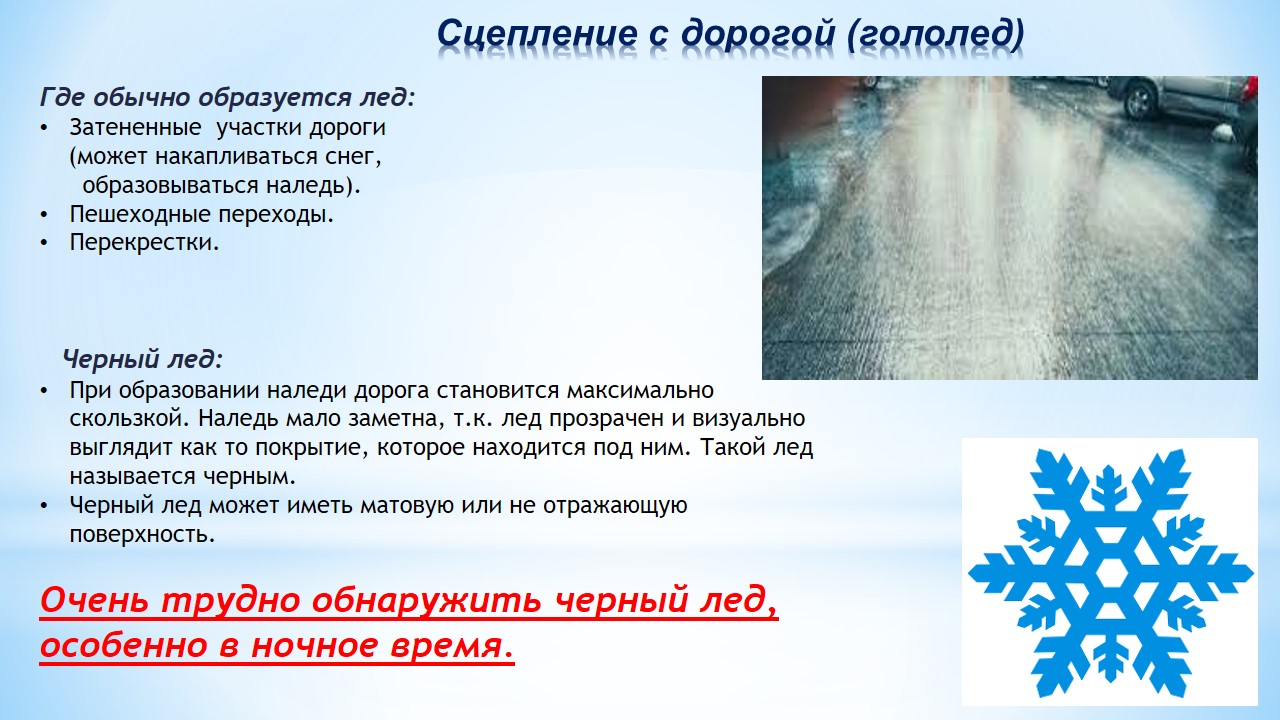 Сцепление с дорогой (гололед)
Где обычно образуется лед:
• Затененные участки дороги
(может накапливаться снег,
образовываться наледь).
• Пешеходные переходы.
• Перекрестки.
Черный лед:
• При образовании наледи дорога становится максимально
скользкой. Наледь мало заметна, т.к. лед прозрачен и визуально
выглядит как то покрытие, которое находится под ним. Такой лед
называется черным.
• Черный лед может иметь матовую или не отражающую
поверхность.
Очень трудно обнаружить черный лед,
особенно в ночное время.